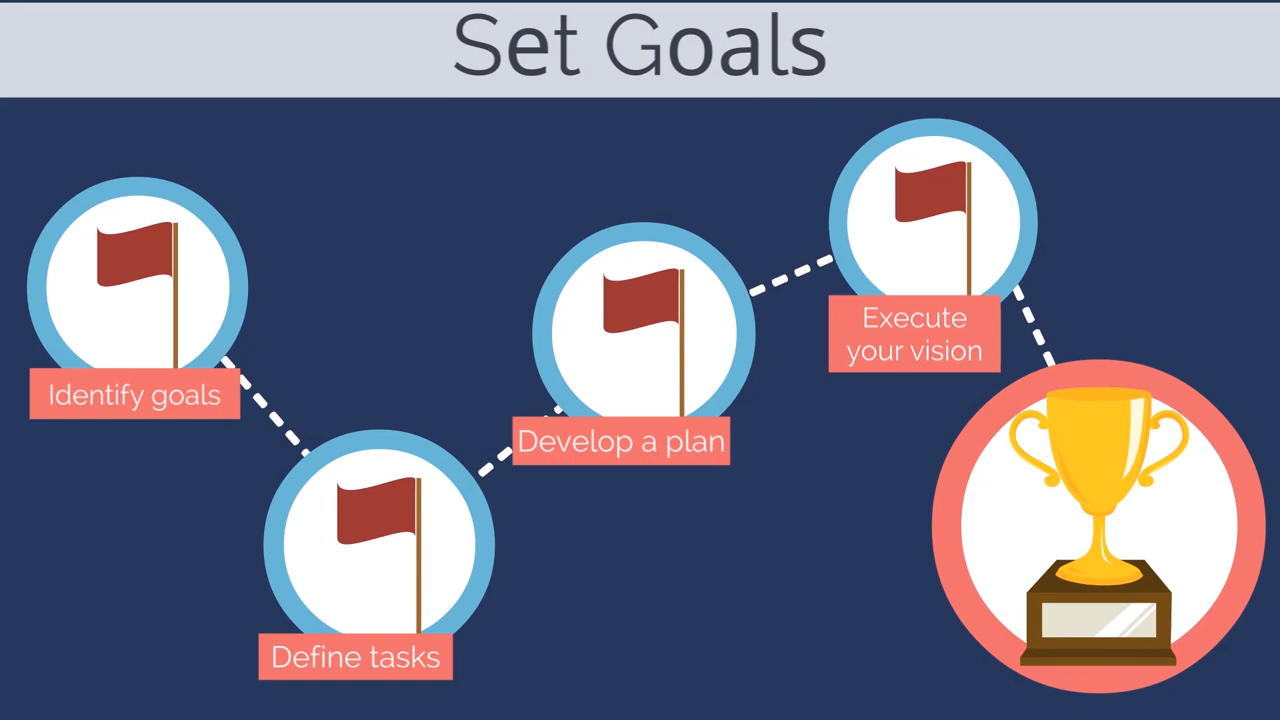 Set Goals
Identify goals
Define tasks
Develop a plan
Execute
your vision